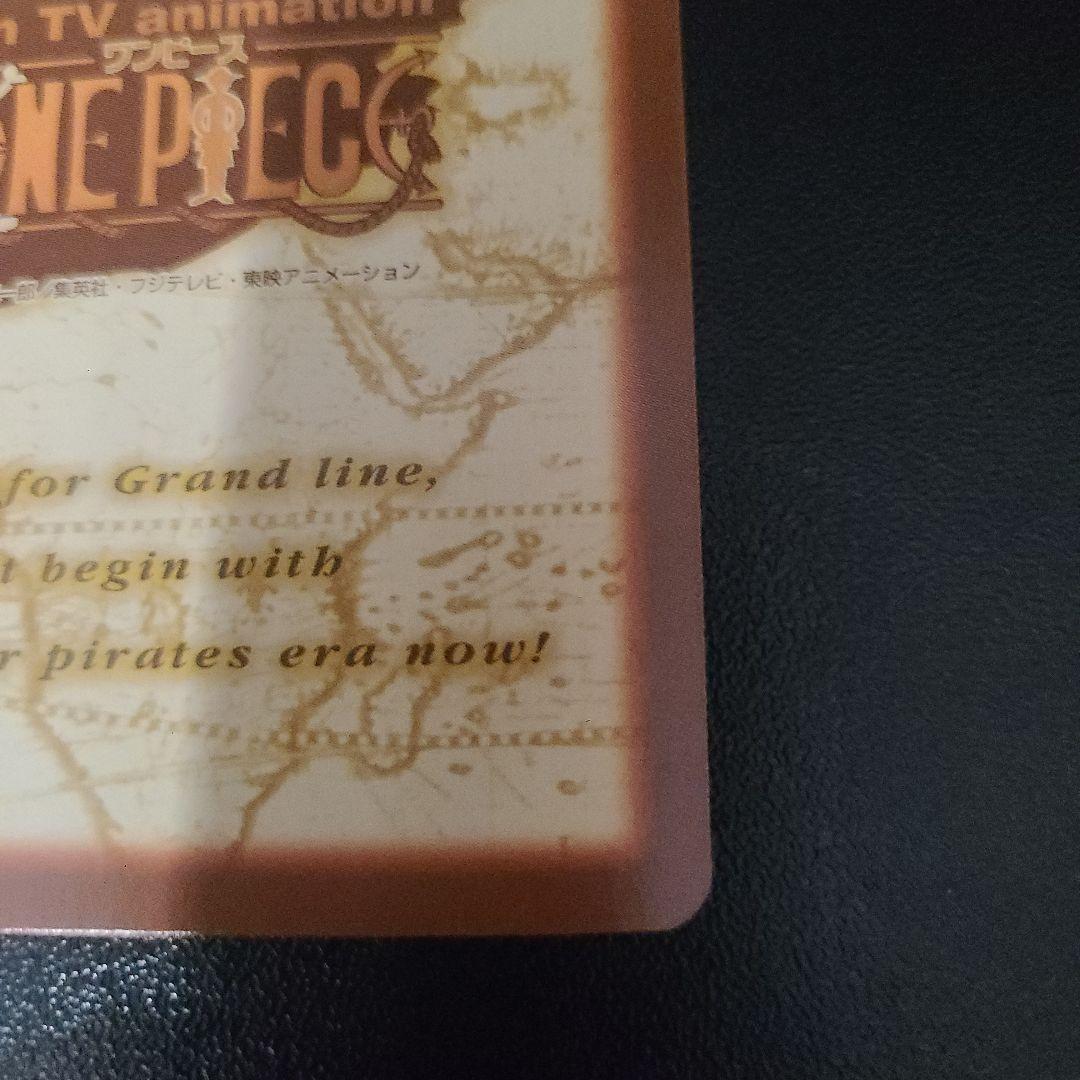 TV animation
ワンピース
ONE PIECE
郎/集英社・フジテレビ・東映アニメーション
for Grand line,
begin with
pirates era now!